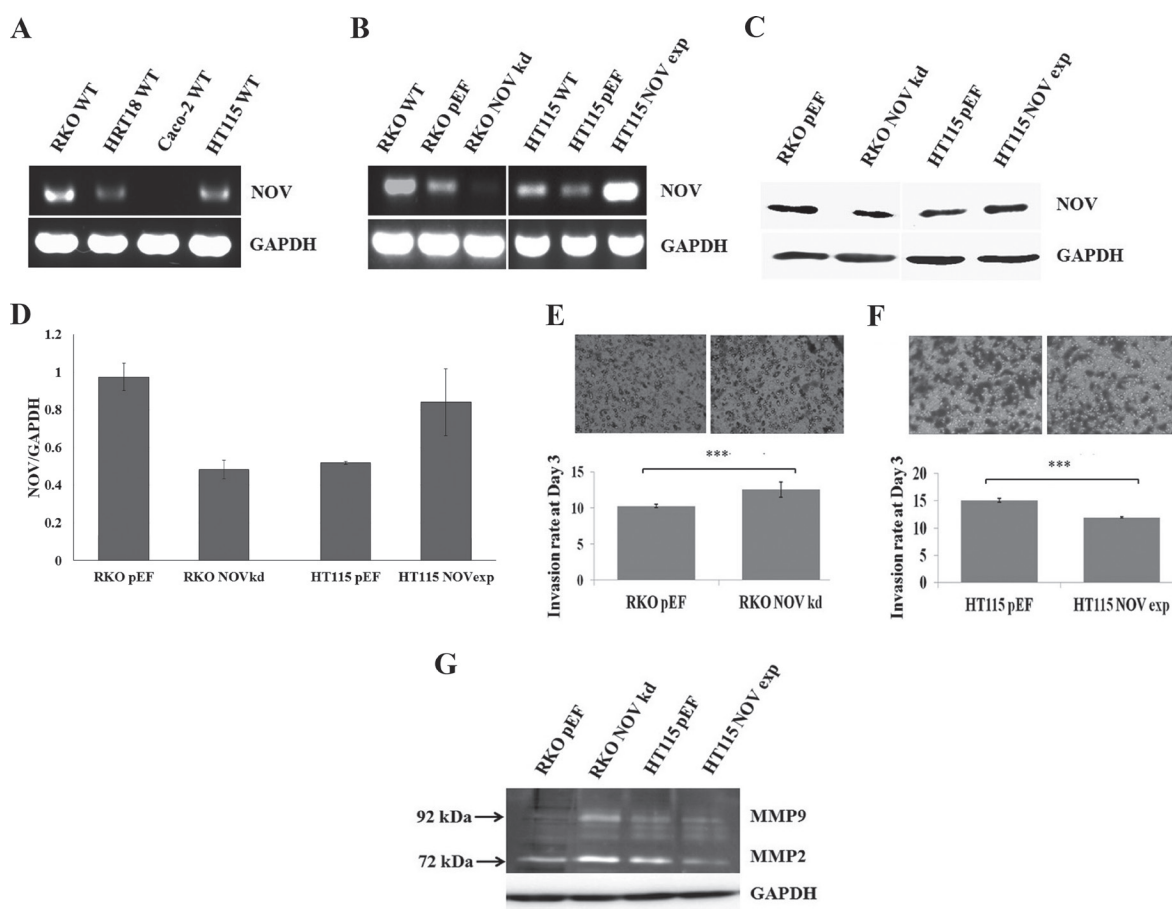 A
RKO WT
HRT18 WT
Caco-2 WT
HT115 WT
NOV
GAPDH
B
RKO WT
RKO pEF
RKO NOV kd
HT115 WT
HT115 pEF
HT115 NOV exp
NOV
GAPDH
C
RKO pEF
RKO NOV kd
HT115 pEF
HT115 NOV exp
NOV
GAPDH
D
NOV/GAPDH
1.2
1
0.8
0.6
0.4
0.2
0
RKO pEF
RKO NOVkd
HT115 pEF
HT115 NOVexp
E
Invasion rate at Day 3
***
15
10
5
0
RKO pEF
RKO NOV kd
F
Invasion rate at Day 3
***
20
15
10
5
0
HT115 pEF
HT115 NOV exp
G
RKO pEF
RKO NOV kd
HT115 pEF
HT115 NOV exp
92 kDa
MMP9
72 kDa
MMP2
GAPDH